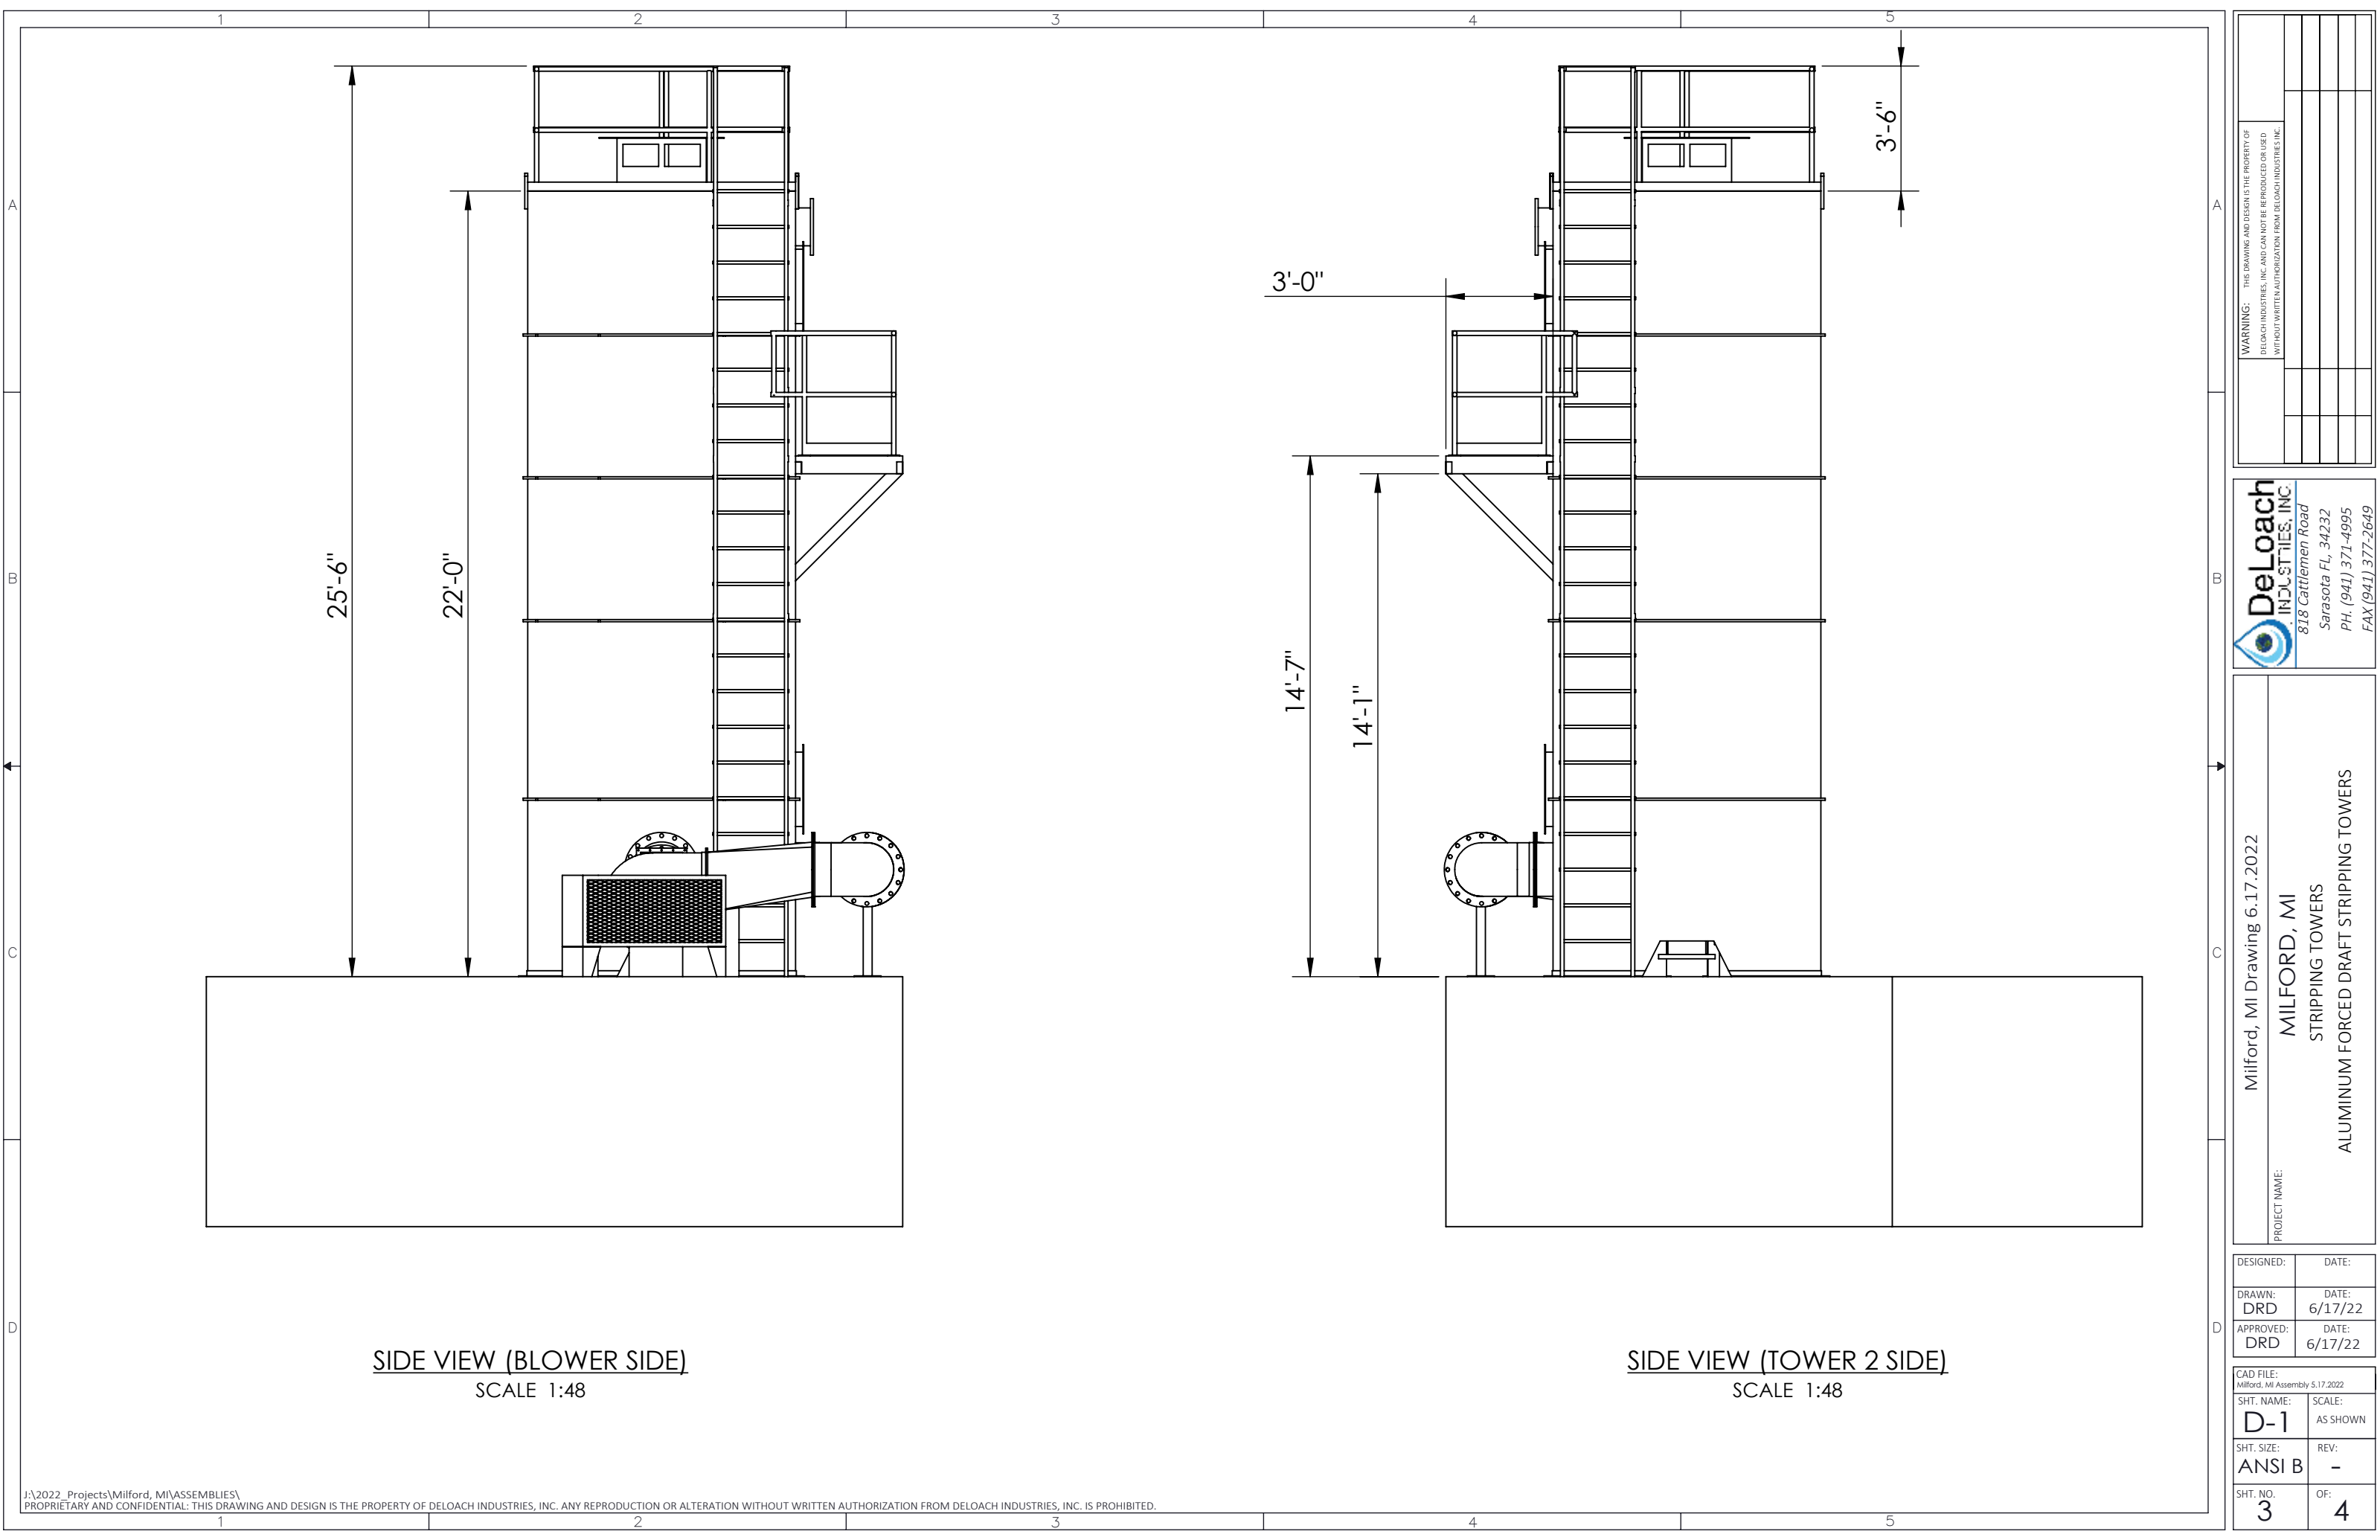 1 2 3 4 5
A
B
C
D
25'-6"
22'-0"
3'-6"
3'-0"
14'-7"
14'-1"
A
B
C
D
SIDE VIEW (BLOWER SIDE)
SCALE 1:48
SIDE VIEW (TOWER 2 SIDE)
SCALE 1:48
J:\2022_Projects\Milford, MI\ASSEMBLIES\
PROPRIETARY AND CONFIDENTIAL: THIS DRAWING AND DESIGN IS THE PROPERTY OF DELOACH INDUSTRIES, INC. ANY REPRODUCTION OR ALTERATION WITHOUT WRITTEN AUTHORIZATION FROM DELOACH INDUSTRIES, INC. IS PROHIBITED.
1 2 3 4 5
WARNING: THIS DRAWING AND DESIGN IS THE PROPERTY OF
DELOACH INDUSTRIES, INC. AND CAN NOT BE REPRODUCED OR USED
WITHOUT WRITTEN AUTHORIZATION FROM DELOACH INDUSTRIES INC.
DeLoach
INDUSTRIES, INC.
818 Cattlemen Road
Sarasota FL, 34232
PH. (941) 371-4995
FAX (941) 377-2649
Milford, MI Drawing 6.17.2022
PROJECT NAME:
MILFORD, MI
STRIPPING TOWERS
ALUMINUM FORCED DRAFT STRIPPING TOWERS
DESIGNED: DATE:
DRAWN: DATE:
DRD 6/17/22
APPROVED: DATE:
DRD 6/17/22
CAD FILE:
Milford, MI Assembly 5.17.2022
SHT. NAME: SCALE:
D-1 AS SHOWN
SHT. SIZE: REV:
ANSI B -
SHT. NO. OF:
3 4